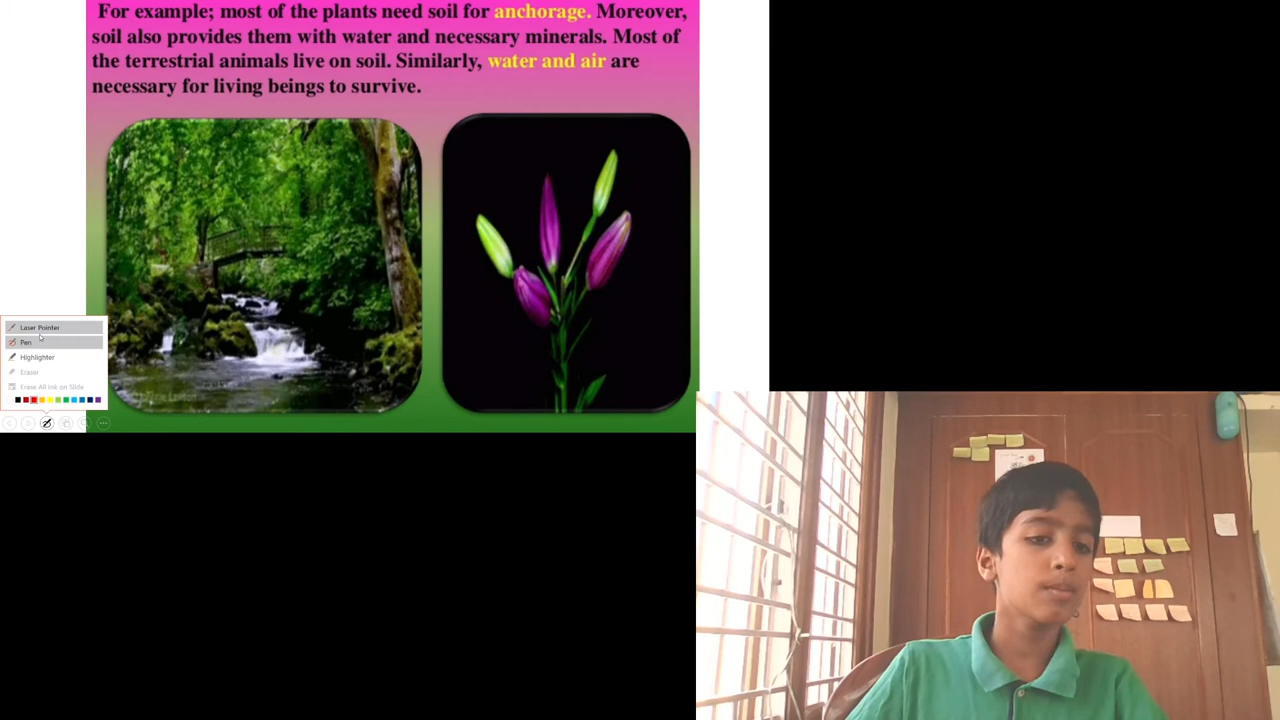 For example; most of the plants need soil for anchorage. Moreover,
soil also provides them with water and necessary minerals. Most of
the terrestrial animals live on soil. Similarly, water and air are
necessary for living beings to survive.
Laser Pointer
Pen
Highlighter
Eraser
Erase All Ink on Slide